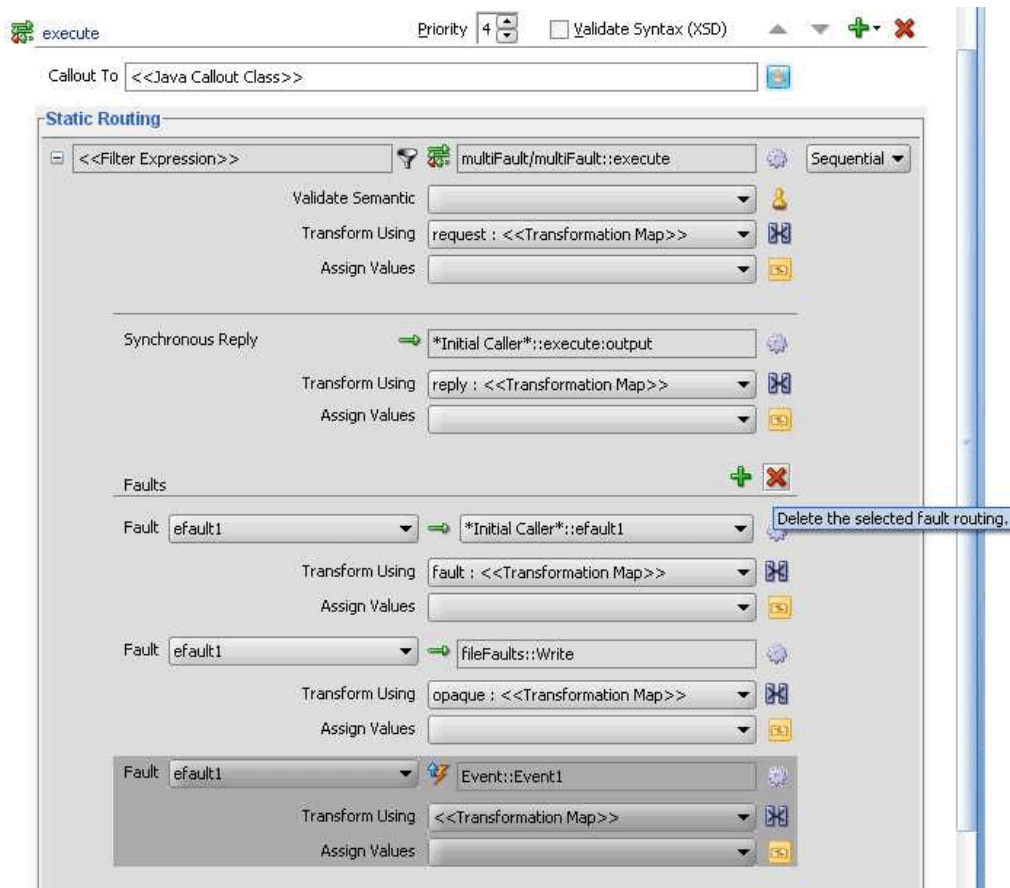 execute Priority 4 Validate Syntax (XSD)
Callout To <<Java Callout Class>>
Static Routing
<<Filter Expression>> multiFault/multiFault::execute Sequential
Validate Semantic
Transform Using request : <<Transformation Map>>
Assign Values
Synchronous Reply *Initial Caller*::execute:output
Transform Using reply : <<Transformation Map>>
Assign Values
Faults
Delete the selected fault routing.
Fault efault1 *Initial Caller*::efault1
Transform Using fault : <<Transformation Map>>
Assign Values
Fault efault1 fileFaults::Write
Transform Using opaque : <<Transformation Map>>
Assign Values
Fault efault1 Event::Event1
Transform Using <<Transformation Map>>
Assign Values